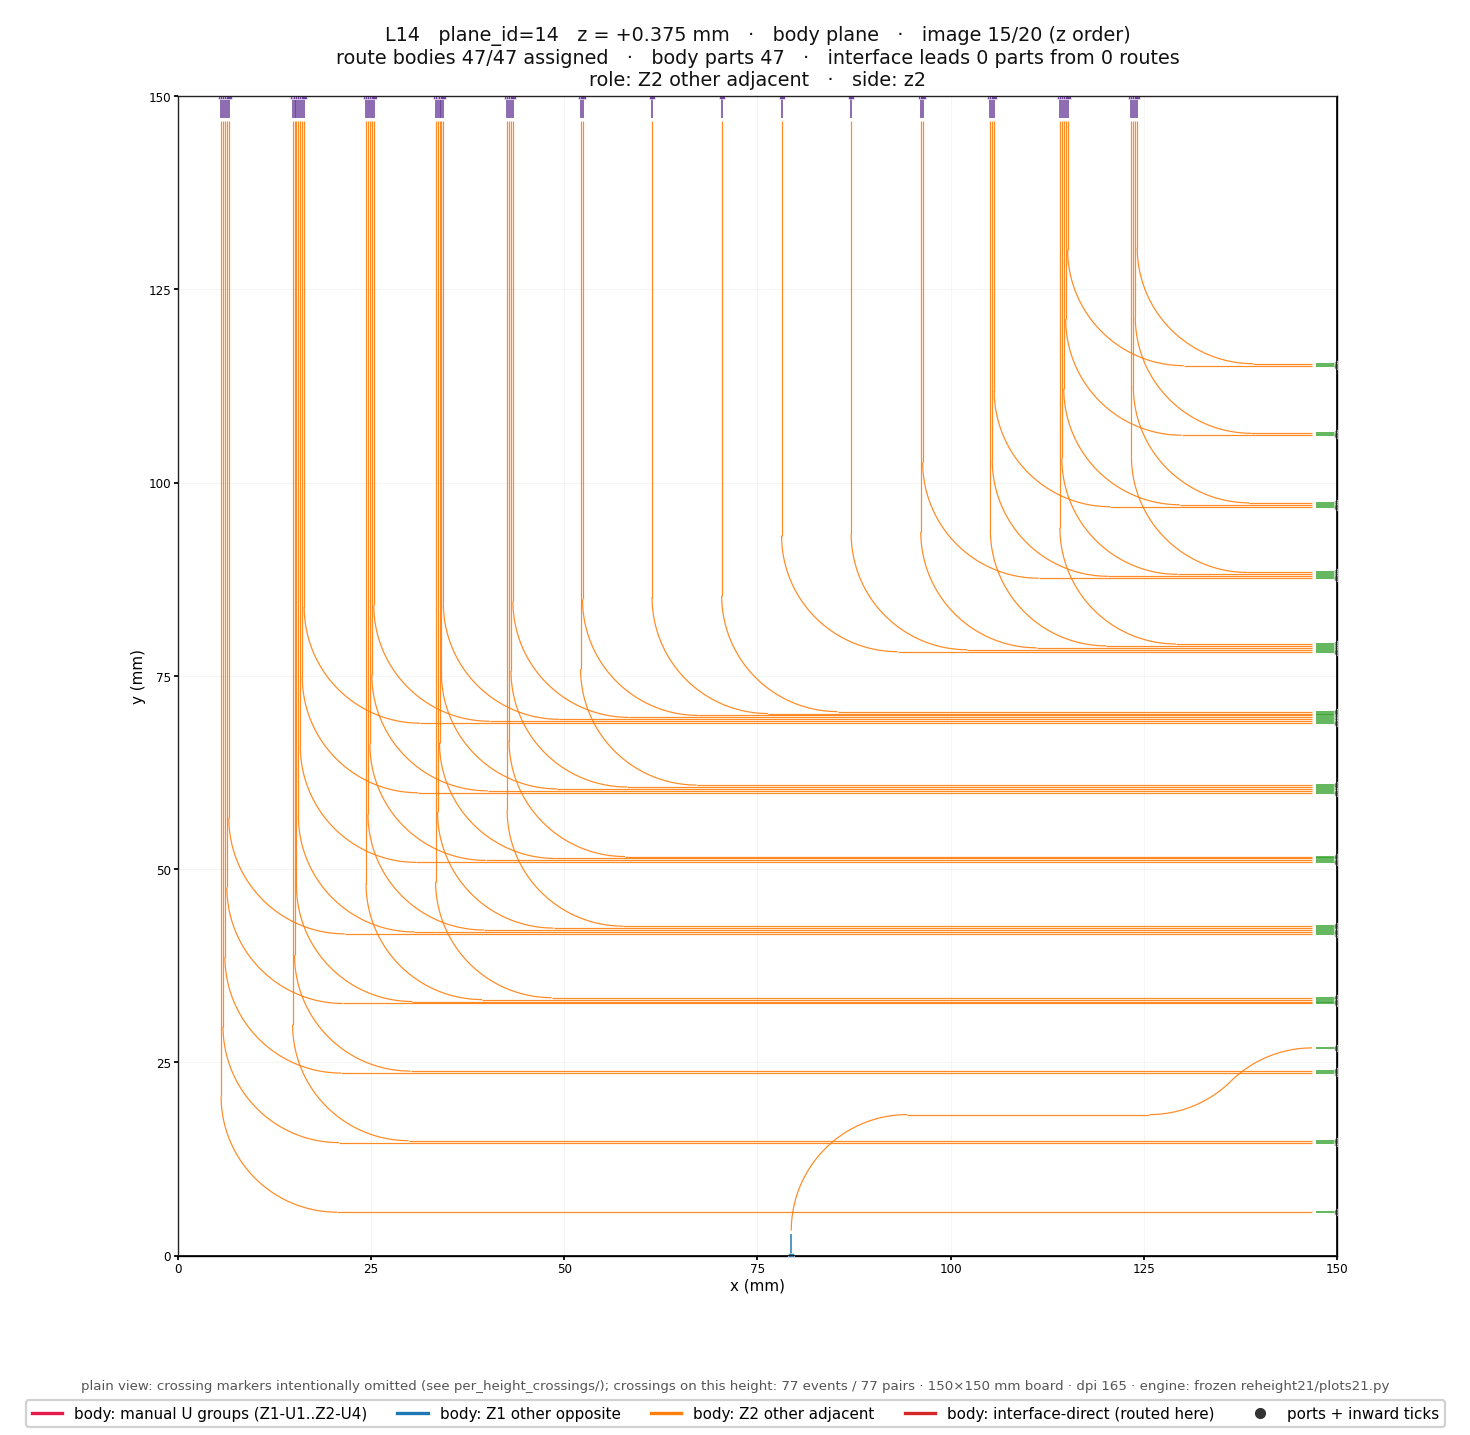 L14   plane_id=14   z = +0.375 mm   ·   body plane   ·   image 15/20 (z order)
route bodies 47/47 assigned   ·   body parts 47   ·   interface leads 0 parts from 0 routes
role: Z2 other adjacent   ·   side: z2
150
125
100
75
50
25
0
y (mm)
0 25 50 75 100 125 150
x (mm)
plain view: crossing markers intentionally omitted (see per_height_crossings/); crossings on this height: 77 events / 77 pairs · 150×150 mm board · dpi 165 · engine: frozen reheight21/plots21.py
body: manual U groups (Z1-U1..Z2-U4) body: Z1 other opposite body: Z2 other adjacent body: interface-direct (routed here) ports + inward ticks